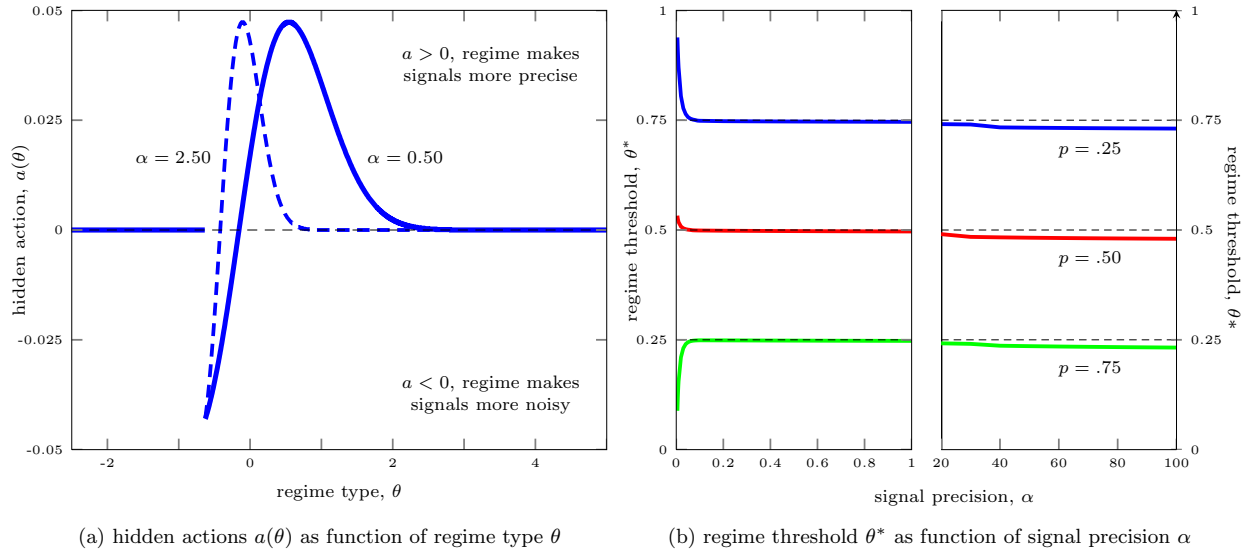 0.05
0.025
0
-0.025
-0.05
hidden action, a(θ)
a > 0, regime makes
signals more precise
α = 2.50
α = 0.50
a < 0, regime makes
signals more noisy
-2 0 2 4
regime type, θ
(a) hidden actions a(θ) as function of regime type θ
1
0.75
0.5
0.25
0
regime threshold, θ*
0 0.2 0.4 0.6 0.8 1
p = .25
p = .50
p = .75
20 40 60 80 100
1
0.75
0.5
0.25
0
regime threshold, θ*
signal precision, α
(b) regime threshold θ* as function of signal precision α